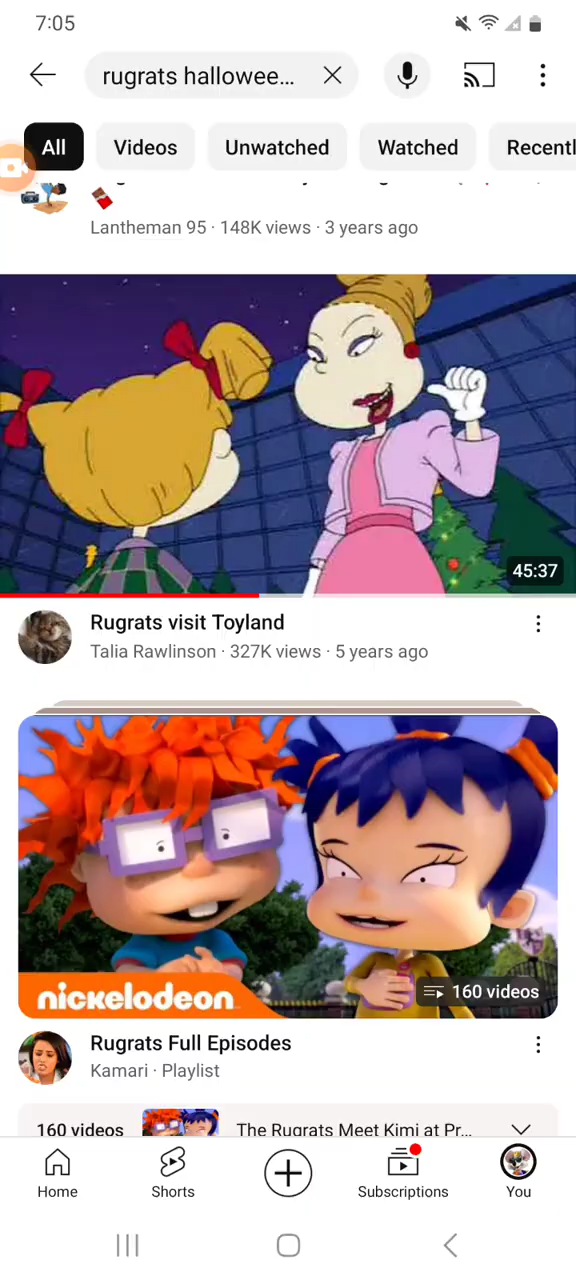 7:05
rugrats hallowee...
All
Videos
Unwatched
Watched
Recentl
Lantheman 95 · 148K views · 3 years ago
45:37
Rugrats visit Toyland
Talia Rawlinson · 327K views · 5 years ago
nickelodeon
160 videos
Rugrats Full Episodes
Kamari · Playlist
160 videos
The Rugrats Meet Kimi at Pr...
Home
Shorts
Subscriptions
You